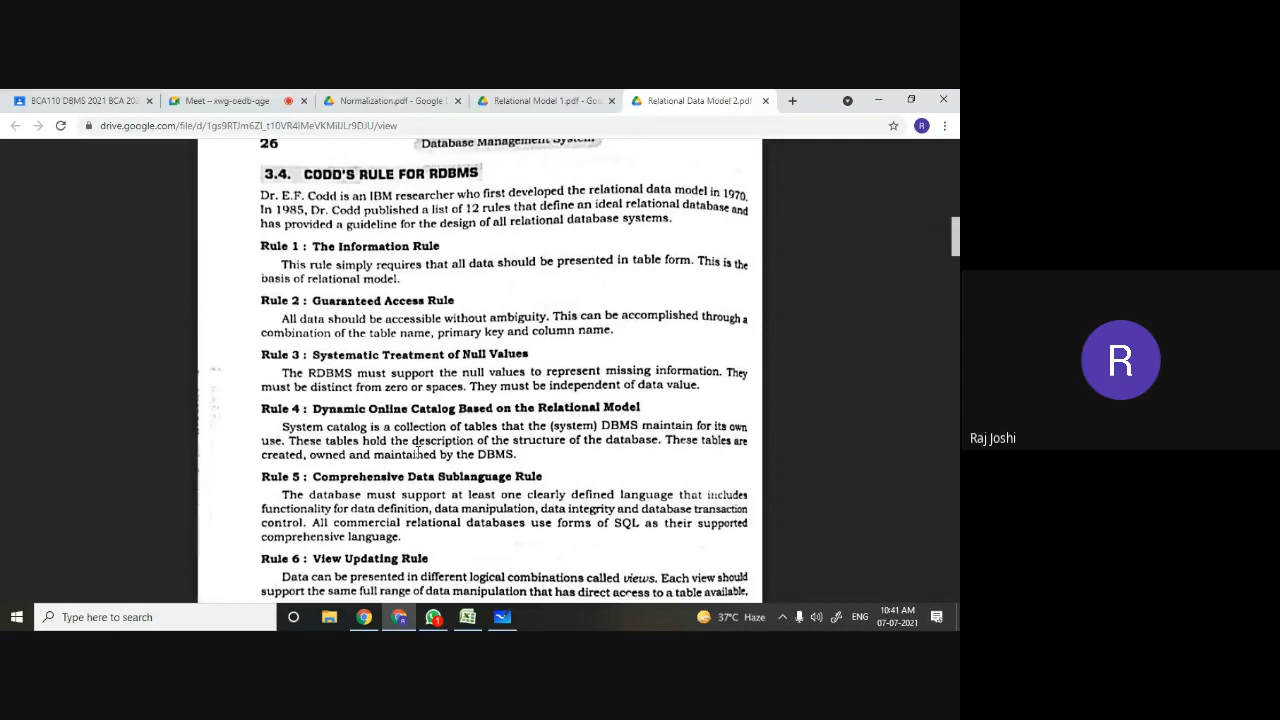 BCA110 DBMS 2021 BCA 202
Meet – xwg-oedb-qge
Normalization.pdf - Google
Relational Model 1.pdf - Goo
Relational Data Model 2.pdf
drive.google.com/file/d/1gs9RTJm6ZI_t10VR4IMeVKMiIJLr9DJU/view
R
26
Database Management System
3.4. CODD'S RULE FOR RDBMS
Dr. E.F. Codd is an IBM researcher who first developed the relational data model in 1970.
In 1985, Dr. Codd published a list of 12 rules that define an ideal relational database and
has provided a guideline for the design of all relational database systems.
Rule 1 : The Information Rule
This rule simply requires that all data should be presented in table form. This is the
basis of relational model.
Rule 2 : Guaranteed Access Rule
All data should be accessible without ambiguity. This can be accomplished through a
combination of the table name, primary key and column name.
Rule 3 : Systematic Treatment of Null Values
The RDBMS must support the null values to represent missing information. They
must be distinct from zero or spaces. They must be independent of data value.
Rule 4 : Dynamic Online Catalog Based on the Relational Model
System catalog is a collection of tables that the (system) DBMS maintain for its own
use. These tables hold the description of the structure of the database. These tables are
created, owned and maintained by the DBMS.
Rule 5 : Comprehensive Data Sublanguage Rule
The database must support at least one clearly defined language that includes
functionality for data definition, data manipulation, data integrity and database transaction
control. All commercial relational databases use forms of SQL as their supported
comprehensive language.
Rule 6 : View Updating Rule
Data can be presented in different logical combinations called views. Each view should
support the same full range of data manipulation that has direct access to a table available,
R
Raj Joshi
Type here to search
1
37°C Haze
ENG
10:41 AM
07-07-2021